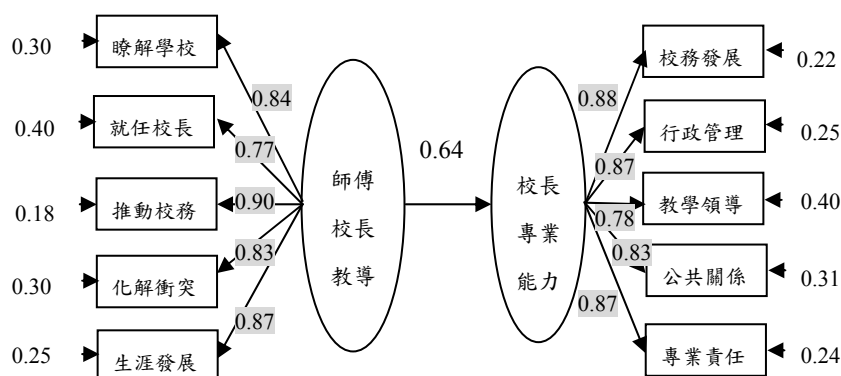 0.30 瞭解學校 0.84
0.40 就任校長 0.77
0.18 推動校務 0.90
0.30 化解衝突 0.83
0.25 生涯發展 0.87
師傅
校長
教導
0.64
校長
專業
能力
0.88 校務發展 0.22
0.87 行政管理 0.25
0.78 教學領導 0.40
0.83 公共關係 0.31
0.87 專業責任 0.24